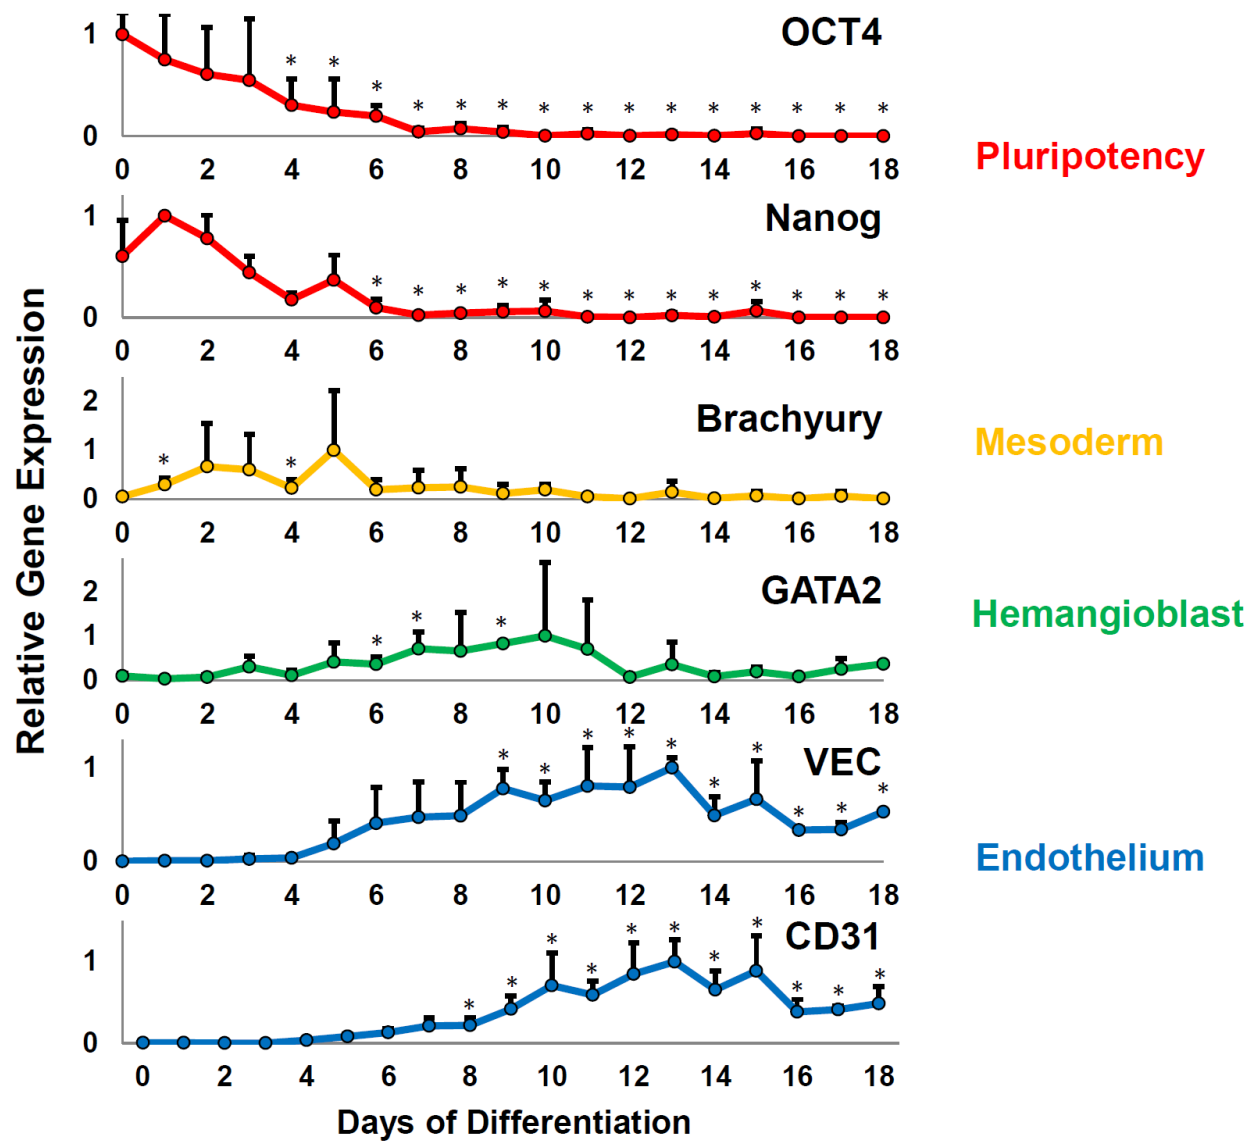 OCT4
1
* * * * * * * * * * * * * * *
0
0 2 4 6 8 10 12 14 16 18
Pluripotency
Nanog
1
* * * * * * * * * * * * *
0
0 2 4 6 8 10 12 14 16 18
Relative Gene Expression
Brachyury
2
1
* *
0
0 2 4 6 8 10 12 14 16 18
Mesoderm
GATA2
2
1
* * *
0
0 2 4 6 8 10 12 14 16 18
Hemangioblast
VEC
1
* * * * * * * * * *
0
0 2 4 6 8 10 12 14 16 18
Endothelium
CD31
1
* * * * * * * * * * *
0
0 2 4 6 8 10 12 14 16 18
Days of Differentiation